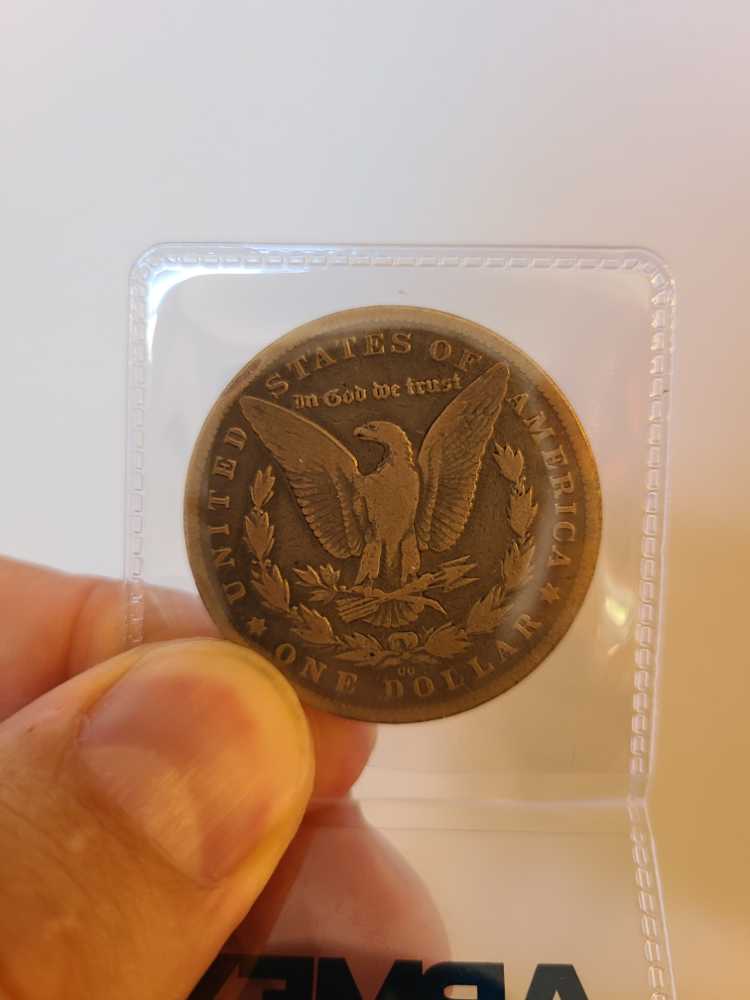 UNITED STATES OF AMERICA
In God we trust
CC
ONE DOLLAR